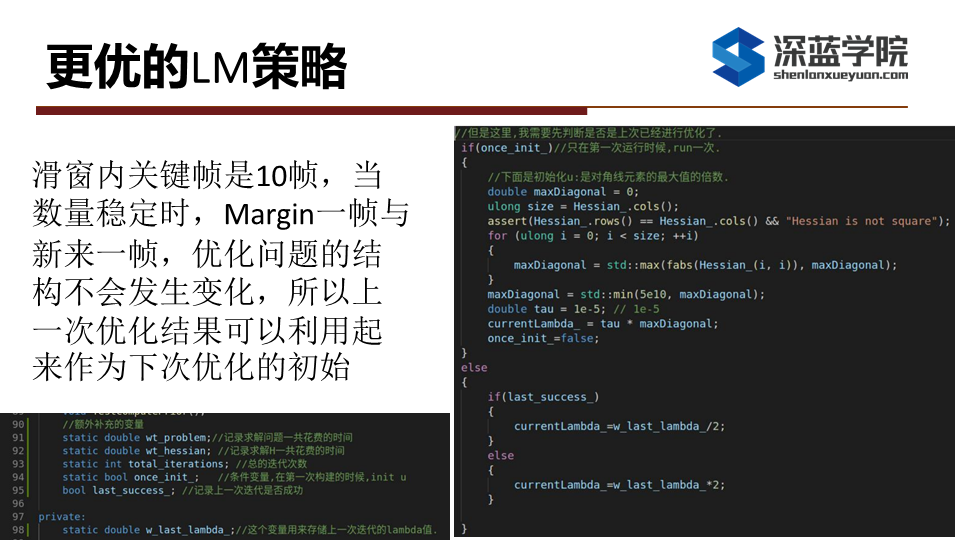 更优的LM策略
深蓝学院
shenlanxueyuan.com
滑窗内关键帧是10帧，当
数量稳定时，Margin一帧与
新来一帧，优化问题的结
构不会发生变化，所以上
一次优化结果可以利用起
来作为下次优化的初始
//但是这里,我需要先判断是否是上次已经进行优化了.
if(once_init_)//只在第一次运行时候,run一次.
{
//下面是初始化u:是对角线元素的最大值的倍数.
double maxDiagonal = 0;
ulong size = Hessian_.cols();
assert(Hessian_.rows() == Hessian_.cols() && "Hessian is not square");
for (ulong i = 0; i < size; ++i)
{
maxDiagonal = std::max(fabs(Hessian_(i, i)), maxDiagonal);
}
maxDiagonal = std::min(5e10, maxDiagonal);
double tau = 1e-5; // 1e-5
currentLambda_ = tau * maxDiagonal;
once_init_=false;
}
else
{
if(last_success_)
{
currentLambda_=w_last_lambda_/2;
}
else
{
currentLambda_=w_last_lambda_*2;
}
}
90 //额外补充的变量
91 static double wt_problem;//记录求解问题一共花费的时间
92 static double wt_hessian; //记录求解H一共花费的时间
93 static int total_iterations; //总的迭代次数
94 static bool once_init_; //条件变量,在第一次构建的时候,init u
95 bool last_success_; //记录上一次迭代是否成功
96
97 private:
98 static double w_last_lambda_;//这个变量用来存储上一次迭代的lambda值.